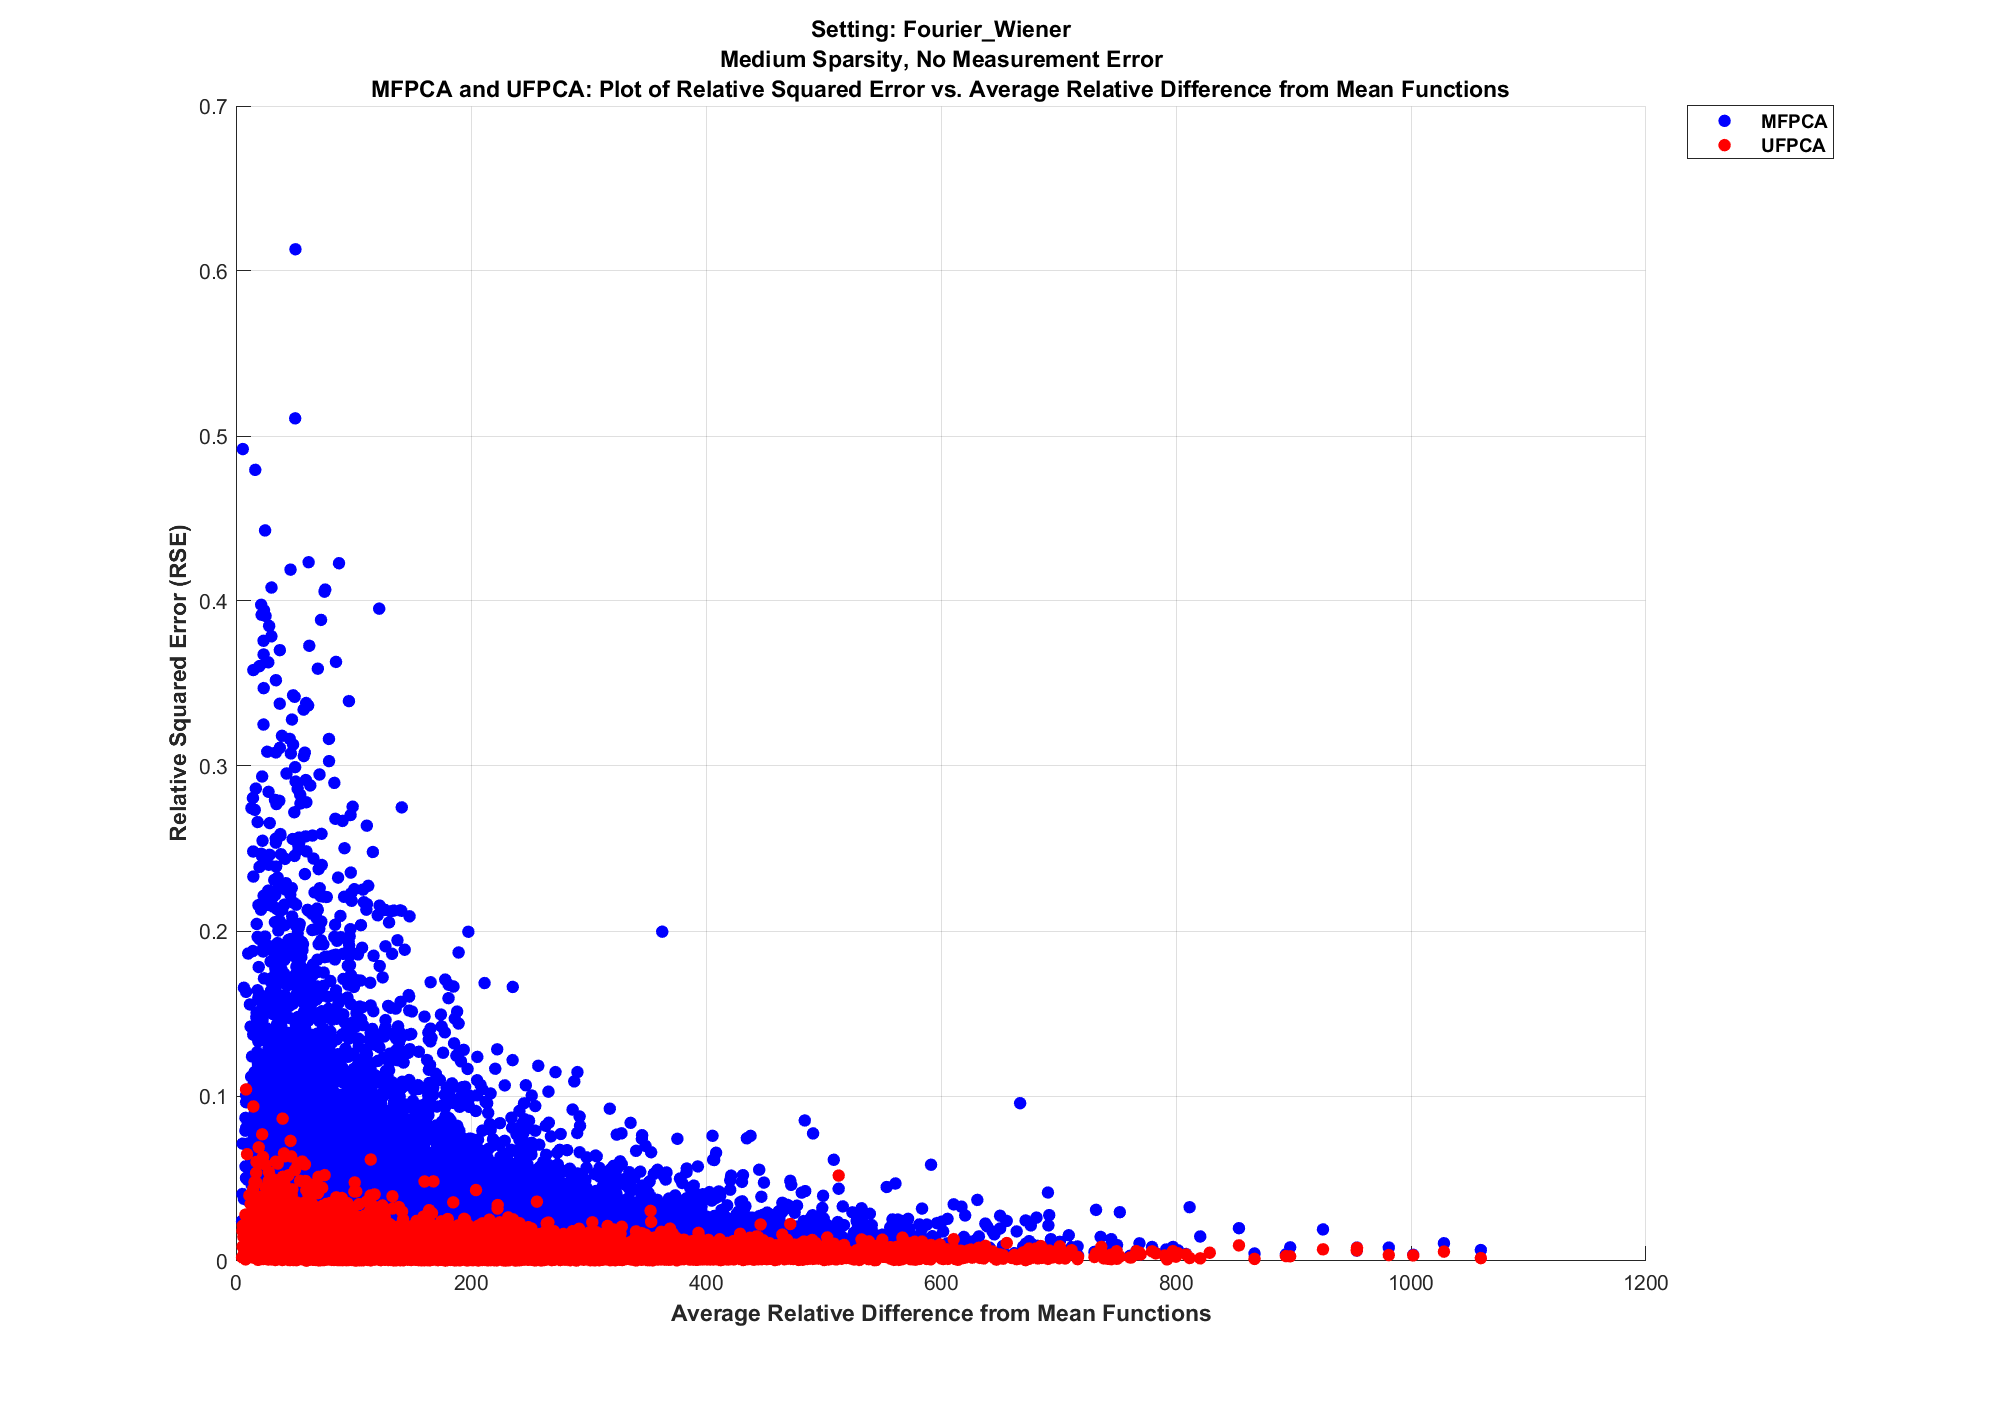 Setting: Fourier_Wiener
Medium Sparsity, No Measurement Error
MFPCA and UFPCA: Plot of Relative Squared Error vs. Average Relative Difference from Mean Functions
MFPCA
UFPCA
0.7
0.6
0.5
0.4
0.3
0.2
0.1
0
Relative Squared Error (RSE)
0 200 400 600 800 1000 1200
Average Relative Difference from Mean Functions